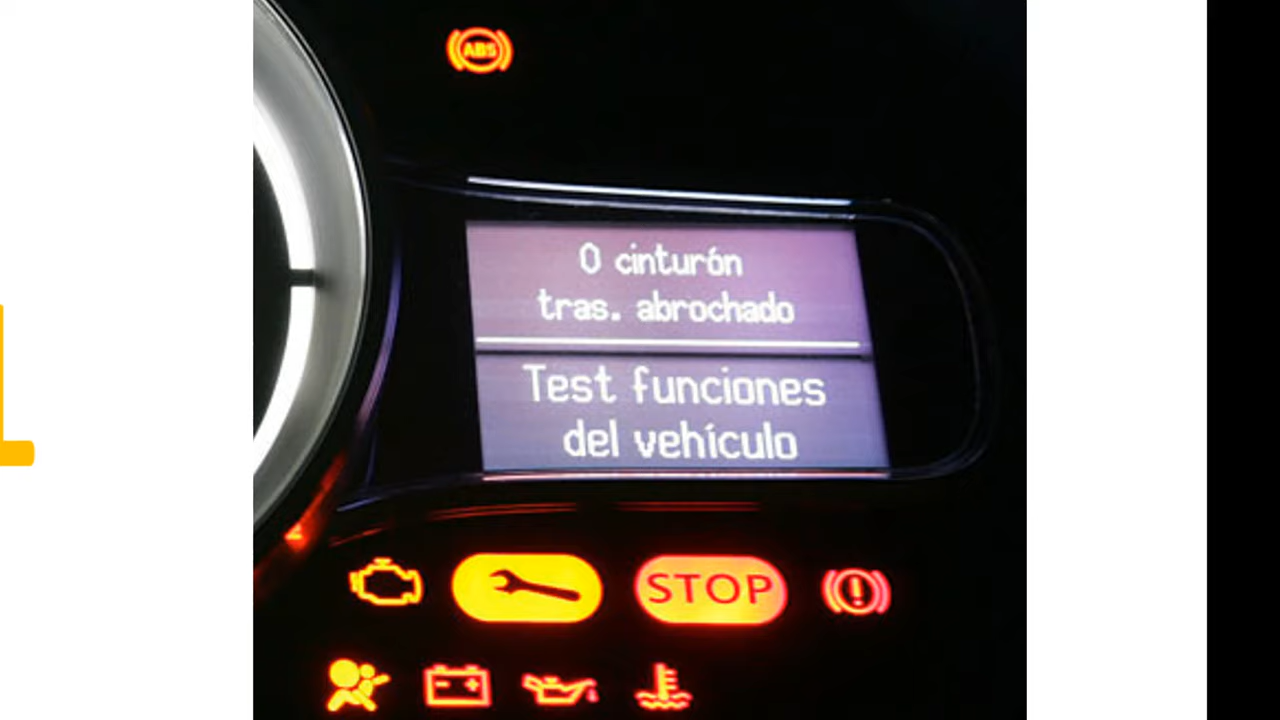 ABS
0 cinturón
tras. abrochado
Test funciones
del vehículo
STOP